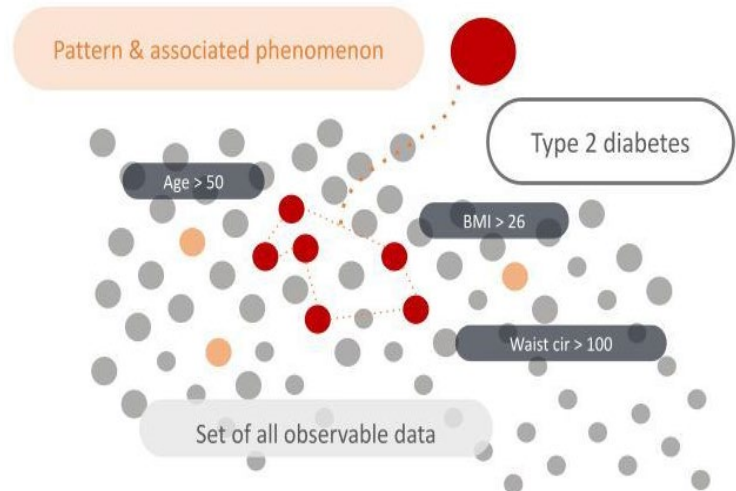 Pattern & associated phenomenon
Type 2 diabetes
Age > 50
BMI > 26
Waist cir > 100
Set of all observable data